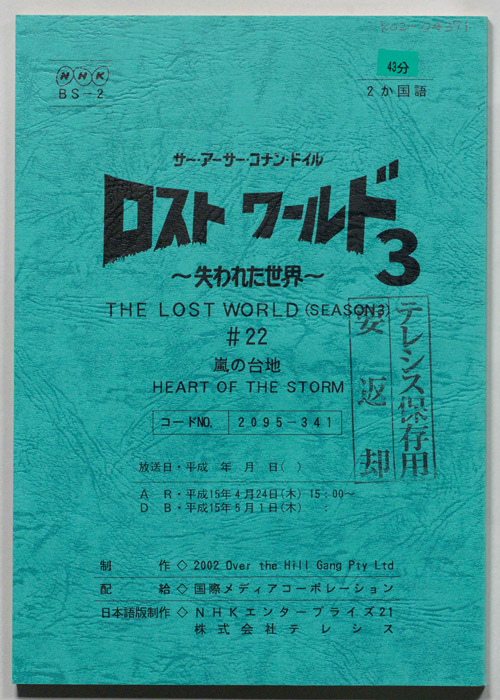 R02-04371
NHK
BS-2
43分
2か国語
サー・アーサー・コナン・ドイル
ロスト ワールド3
～失われた世界～
THE LOST WORLD (SEASON3)
#22
嵐の台地
HEART OF THE STORM
コードNO. 2095-341
テレシス保存用
要返却
放送日・平成 年 月 日( )
A R・平成15年4月24日(木) 15:00～
D B・平成15年5月1日(木) :
制作◇2002 Over the Hill Gang Pty Ltd
配給◇国際メディアコーポレーション
日本語版制作◇NHKエンタープライズ21
株式会社テレシス